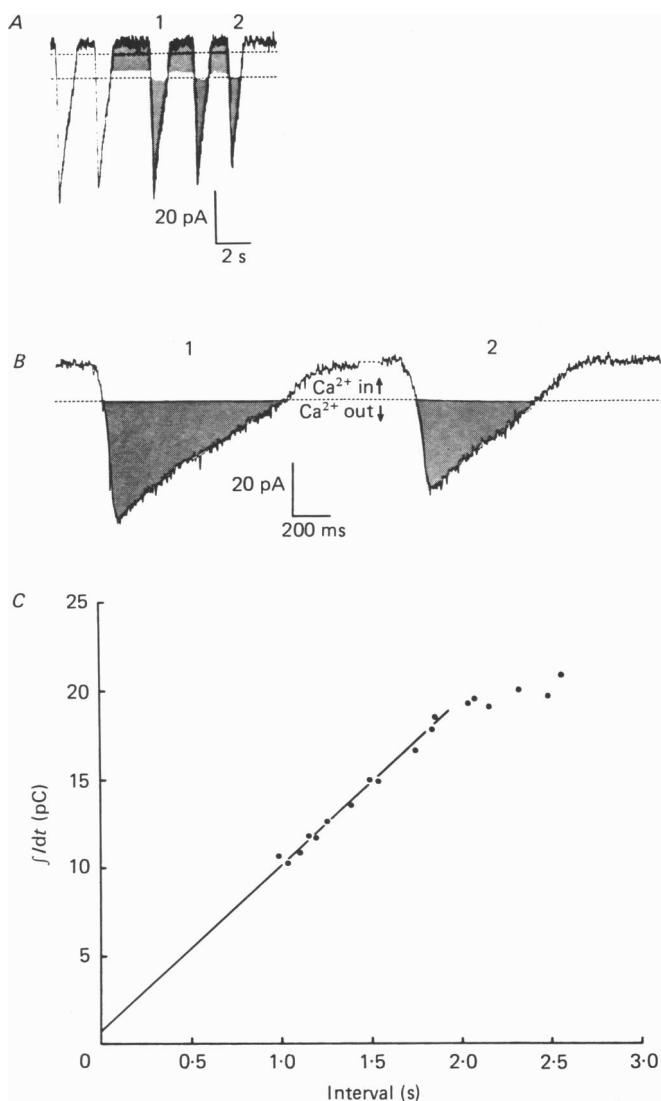 A
1 2
20 pA
2 s
B
1 2
Ca²⁺ in↑
Ca²⁺ out↓
20 pA
200 ms
C
25
20
15
10
5
0 0·5 1·0 1·5 2·0 2·5 3·0
∫Idt (pC)
Interval (s)